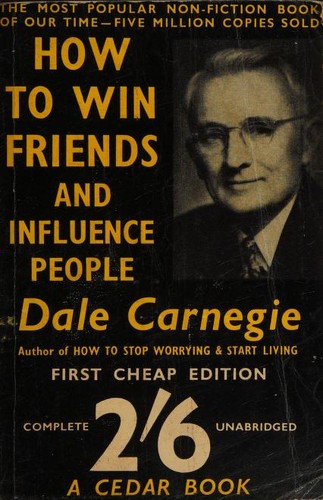 THE MOST POPULAR NON-FICTION BOOK
OF OUR TIME—FIVE MILLION COPIES SOLD
HOW
TO WIN
FRIENDS
AND
INFLUENCE
PEOPLE
Dale Carnegie
Author of HOW TO STOP WORRYING & START LIVING
FIRST CHEAP EDITION
COMPLETE 2/6 UNABRIDGED
A CEDAR BOOK